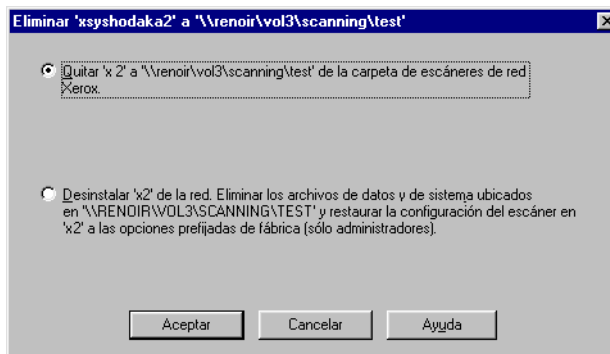 Eliminar 'xsyshodaka2' a '\\renoir\vol3\scanning\test'
Quitar 'x 2' a '\\renoir\vol3\scanning\test' de la carpeta de escáneres de red
Xerox.
Desinstalar 'x2' de la red. Eliminar los archivos de datos y de sistema ubicados
en '\\RENOIR\VOL3\SCANNING\TEST' y restaurar la configuración del escáner en
'x2' a las opciones prefijadas de fábrica (sólo administradores).
Aceptar Cancelar Ayuda